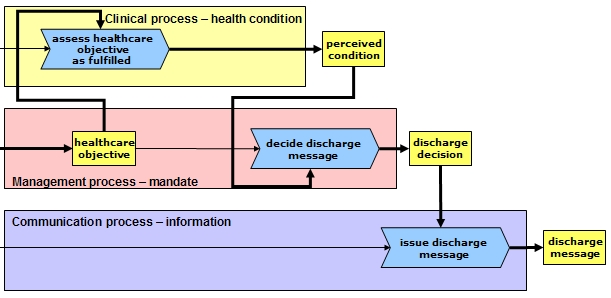 Clinical process – health condition
assess healthcare
objective
as fulfilled
perceived
condition
healthcare
objective
decide discharge
message
discharge
decision
Management process – mandate
Communication process – information
issue discharge
message
discharge
message